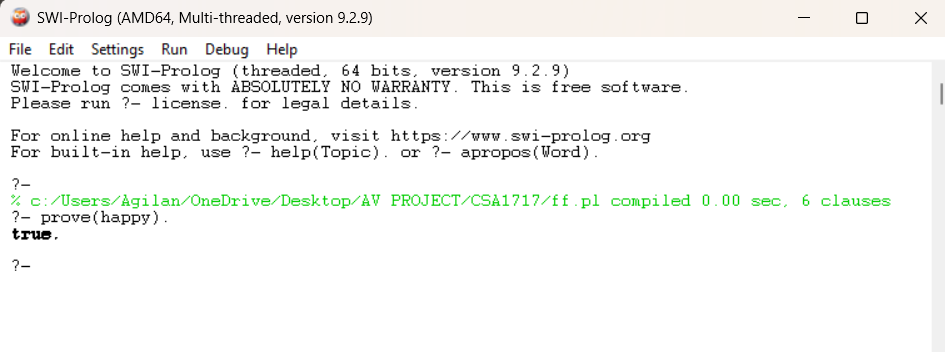 SWI-Prolog (AMD64, Multi-threaded, version 9.2.9)
File Edit Settings Run Debug Help
Welcome to SWI-Prolog (threaded, 64 bits, version 9.2.9)
SWI-Prolog comes with ABSOLUTELY NO WARRANTY. This is free software.
Please run ?- license. for legal details.
For online help and background, visit https://www.swi-prolog.org
For built-in help, use ?- help(Topic). or ?- apropos(Word).
?-
% c:/Users/Agilan/OneDrive/Desktop/AV PROJECT/CSA1717/ff.pl compiled 0.00 sec, 6 clauses
?- prove(happy).
true.
?-